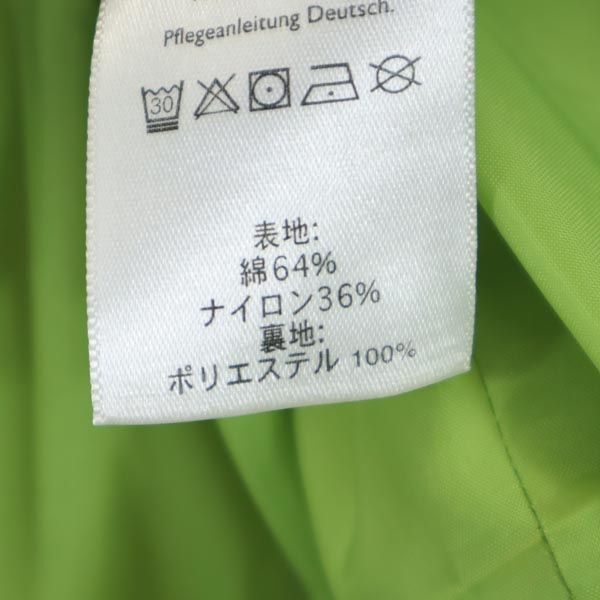 Pflegeanleitung Deutsch.
30
表地:
綿64%
ナイロン36%
裏地:
ポリエステル 100%